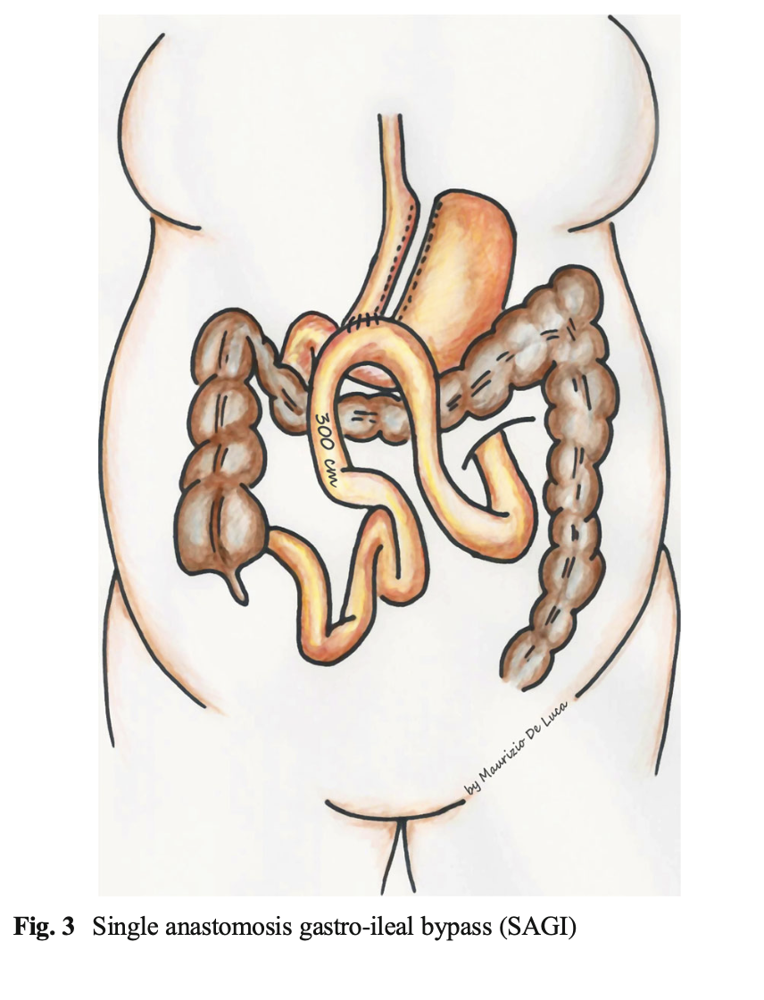 300 cm
by Maurizio De Luca
Fig. 3 Single anastomosis gastro-ileal bypass (SAGI)